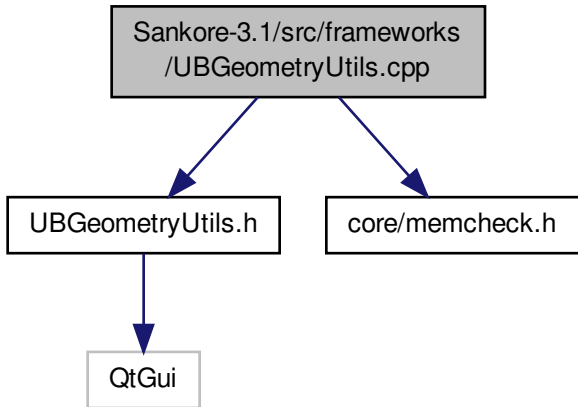 Sankore-3.1/src/frameworks
/UBGeometryUtils.cpp
UBGeometryUtils.h
core/memcheck.h
QtGui